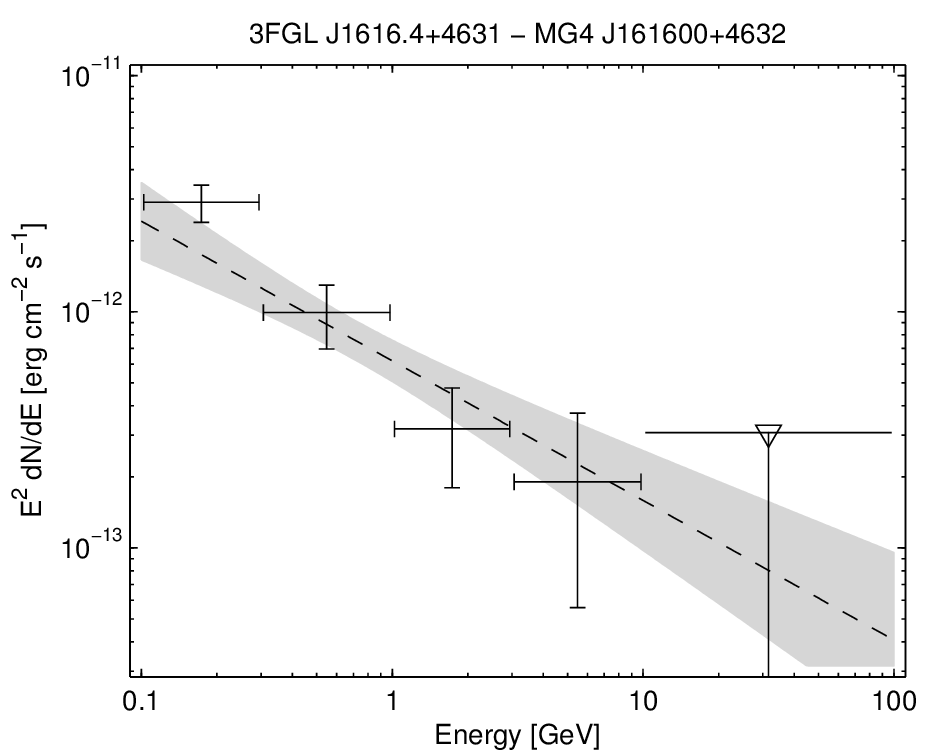 3FGL J1616.4+4631 − MG4 J161600+4632
10⁻¹¹
10⁻¹²
10⁻¹³
E² dN/dE [erg cm⁻² s⁻¹]
0.1 1 10 100
Energy [GeV]